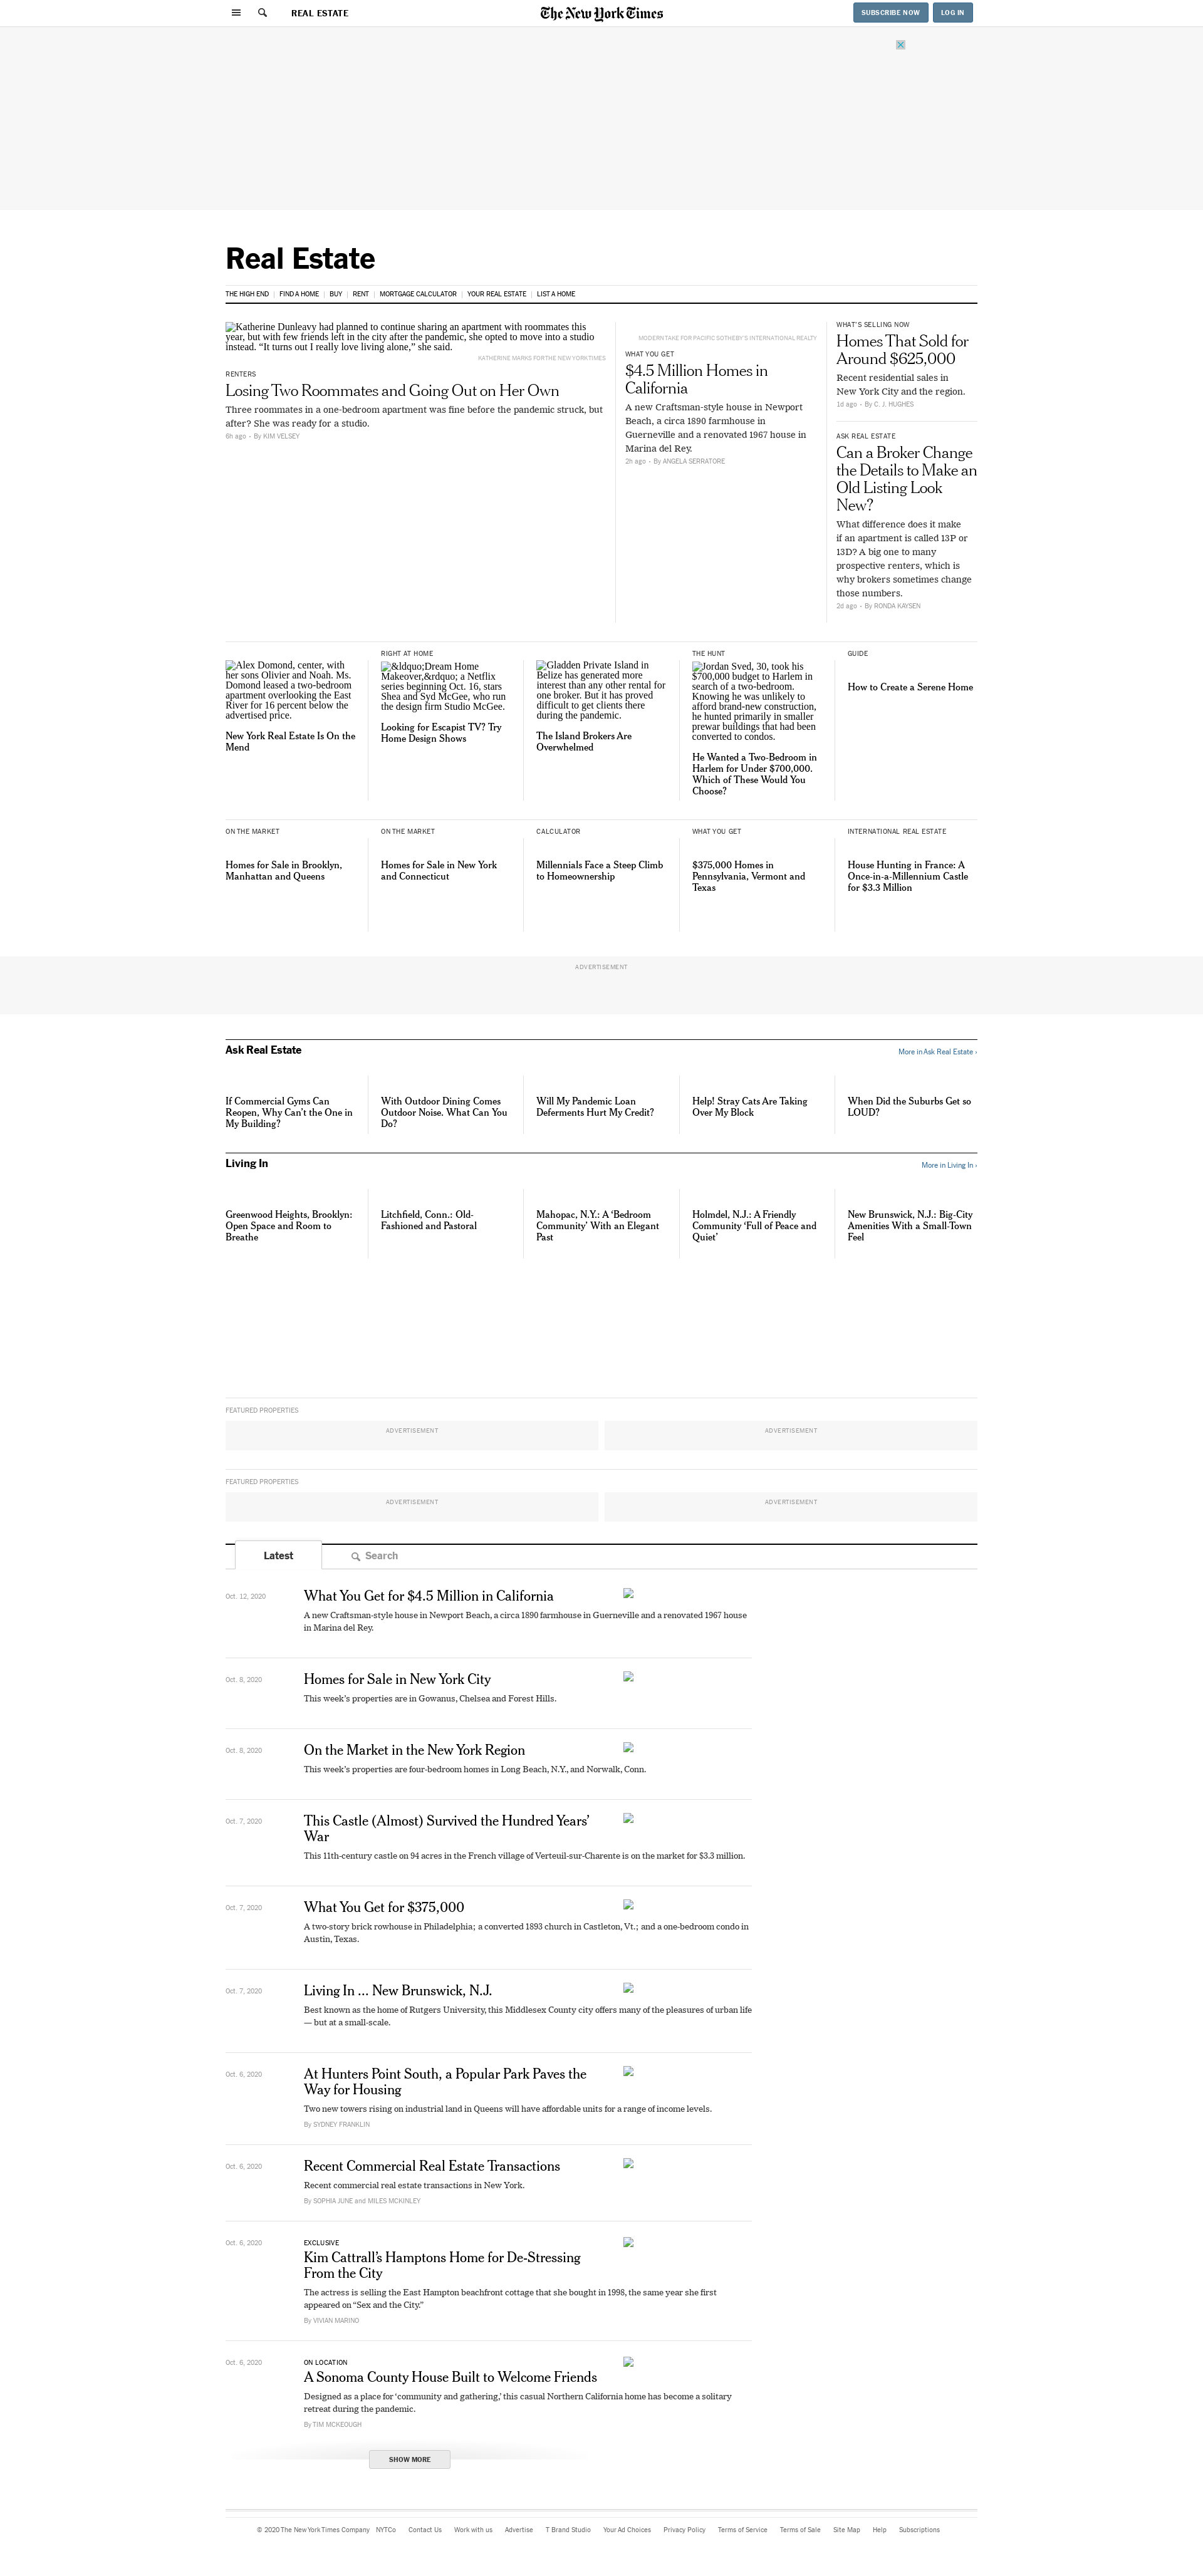 REAL ESTATE
The New York Times
SUBSCRIBE NOW
LOG IN
Real Estate
THE HIGH END
FIND A HOME
BUY
RENT
MORTGAGE CALCULATOR
YOUR REAL ESTATE
LIST A HOME
Katherine Dunleavy had planned to continue sharing an apartment with roommates this
year, but with few friends left in the city after the pandemic, she opted to move into a studio
instead. “It turns out I really love living alone,” she said.
KATHERINE MARKS FOR THE NEW YORK TIMES
RENTERS
Losing Two Roommates and Going Out on Her Own
Three roommates in a one-bedroom apartment was fine before the pandemic struck, but
after? She was ready for a studio.
6h ago - By KIM VELSEY
MODERN TAKE FOR PACIFIC SOTHEBY'S INTERNATIONAL REALTY
WHAT YOU GET
$4.5 Million Homes in
California
A new Craftsman-style house in Newport
Beach, a circa 1890 farmhouse in
Guerneville and a renovated 1967 house in
Marina del Rey.
2h ago - By ANGELA SERRATORE
WHAT'S SELLING NOW
Homes That Sold for
Around $625,000
Recent residential sales in
New York City and the region.
1d ago - By C. J. HUGHES
ASK REAL ESTATE
Can a Broker Change
the Details to Make an
Old Listing Look
New?
What difference does it make
if an apartment is called 13P or
13D? A big one to many
prospective renters, which is
why brokers sometimes change
those numbers.
2d ago - By RONDA KAYSEN
Alex Domond, center, with
her sons Olivier and Noah. Ms.
Domond leased a two-bedroom
apartment overlooking the East
River for 16 percent below the
advertised price.
New York Real Estate Is On the
Mend
RIGHT AT HOME
&ldquo;Dream Home
Makeover,&rdquo; a Netflix
series beginning Oct. 16, stars
Shea and Syd McGee, who run
the design firm Studio McGee.
Looking for Escapist TV? Try
Home Design Shows
Gladden Private Island in
Belize has generated more
interest than any other rental for
one broker. But it has proved
difficult to get clients there
during the pandemic.
The Island Brokers Are
Overwhelmed
THE HUNT
Jordan Sved, 30, took his
$700,000 budget to Harlem in
search of a two-bedroom.
Knowing he was unlikely to
afford brand-new construction,
he hunted primarily in smaller
prewar buildings that had been
converted to condos.
He Wanted a Two-Bedroom in
Harlem for Under $700,000.
Which of These Would You
Choose?
GUIDE
How to Create a Serene Home
ON THE MARKET
Homes for Sale in Brooklyn,
Manhattan and Queens
ON THE MARKET
Homes for Sale in New York
and Connecticut
CALCULATOR
Millennials Face a Steep Climb
to Homeownership
WHAT YOU GET
$375,000 Homes in
Pennsylvania, Vermont and
Texas
INTERNATIONAL REAL ESTATE
House Hunting in France: A
Once-in-a-Millennium Castle
for $3.3 Million
ADVERTISEMENT
Ask Real Estate
More in Ask Real Estate ›
If Commercial Gyms Can
Reopen, Why Can’t the One in
My Building?
With Outdoor Dining Comes
Outdoor Noise. What Can You
Do?
Will My Pandemic Loan
Deferments Hurt My Credit?
Help! Stray Cats Are Taking
Over My Block
When Did the Suburbs Get so
LOUD?
Living In
More in Living In ›
Greenwood Heights, Brooklyn:
Open Space and Room to
Breathe
Litchfield, Conn.: Old-
Fashioned and Pastoral
Mahopac, N.Y.: A ‘Bedroom
Community’ With an Elegant
Past
Holmdel, N.J.: A Friendly
Community ‘Full of Peace and
Quiet’
New Brunswick, N.J.: Big-City
Amenities With a Small-Town
Feel
FEATURED PROPERTIES
ADVERTISEMENT
ADVERTISEMENT
FEATURED PROPERTIES
ADVERTISEMENT
ADVERTISEMENT
Latest
Search
Oct. 12, 2020
What You Get for $4.5 Million in California
A new Craftsman-style house in Newport Beach, a circa 1890 farmhouse in Guerneville and a renovated 1967 house
in Marina del Rey.
Oct. 8, 2020
Homes for Sale in New York City
This week’s properties are in Gowanus, Chelsea and Forest Hills.
Oct. 8, 2020
On the Market in the New York Region
This week’s properties are four-bedroom homes in Long Beach, N.Y., and Norwalk, Conn.
Oct. 7, 2020
This Castle (Almost) Survived the Hundred Years’
War
This 11th-century castle on 94 acres in the French village of Verteuil-sur-Charente is on the market for $3.3 million.
Oct. 7, 2020
What You Get for $375,000
A two-story brick rowhouse in Philadelphia; a converted 1893 church in Castleton, Vt.; and a one-bedroom condo in
Austin, Texas.
Oct. 7, 2020
Living In ... New Brunswick, N.J.
Best known as the home of Rutgers University, this Middlesex County city offers many of the pleasures of urban life
— but at a small-scale.
Oct. 6, 2020
At Hunters Point South, a Popular Park Paves the
Way for Housing
Two new towers rising on industrial land in Queens will have affordable units for a range of income levels.
By SYDNEY FRANKLIN
Oct. 6, 2020
Recent Commercial Real Estate Transactions
Recent commercial real estate transactions in New York.
By SOPHIA JUNE and MILES MCKINLEY
Oct. 6, 2020
EXCLUSIVE
Kim Cattrall’s Hamptons Home for De-Stressing
From the City
The actress is selling the East Hampton beachfront cottage that she bought in 1998, the same year she first
appeared on “Sex and the City.”
By VIVIAN MARINO
Oct. 6, 2020
ON LOCATION
A Sonoma County House Built to Welcome Friends
Designed as a place for ‘community and gathering,’ this casual Northern California home has become a solitary
retreat during the pandemic.
By TIM MCKEOUGH
SHOW MORE
© 2020 The New York Times Company
NYTCo
Contact Us
Work with us
Advertise
T Brand Studio
Your Ad Choices
Privacy Policy
Terms of Service
Terms of Sale
Site Map
Help
Subscriptions